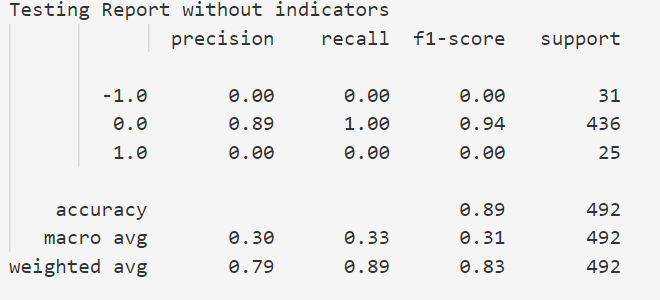 Testing Report without indicators
precision recall f1-score support
-1.0 0.00 0.00 0.00 31
0.0 0.89 1.00 0.94 436
1.0 0.00 0.00 0.00 25
accuracy 0.89 492
macro avg 0.30 0.33 0.31 492
weighted avg 0.79 0.89 0.83 492